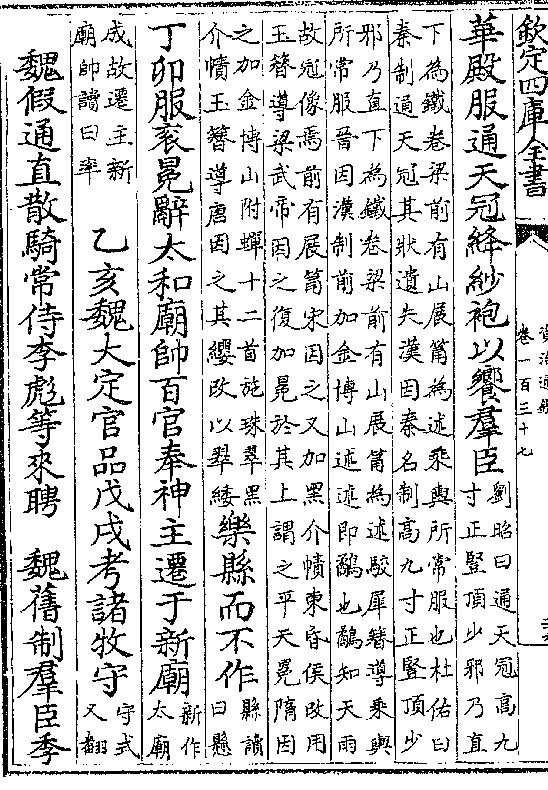 欽定四庫全書
資治通鑑
卷一百三十七
華殿服通天冠絳紗袍以饗羣臣
劉昭曰通天冠髙九
寸正豎頂少邪乃直
下為鐵卷梁前有山展筩為述乘輿所常服也杜佑曰
秦制通天冠其狀遺失漢因秦名制高九寸正豎頂少
邪乃直下為鐵卷梁前有山展筩為述駮犀簪導乘輿
所常服晉因漢制前加金博山述述即鷸也鷸知天雨
故冠像焉前有展筩宋因之又加黑介幘東昏侯改用
玉簪導梁武帝因之復加冕於其上謂之平天冕隋因
之加金博山附蟬十二首施珠翠黑
介幘玉簪導唐因之其纓改以翠緌
樂縣而不作
縣讀
曰懸
丁卯服袞冕辭太和廟帥百官奉神主遷于新廟
新作
太廟
成故遷主新
廟帥讀曰率
乙亥魏大定官品戊戌考諸牧守
守式
又翻
魏假通直散騎常侍李彪等來聘　魏舊制羣臣季